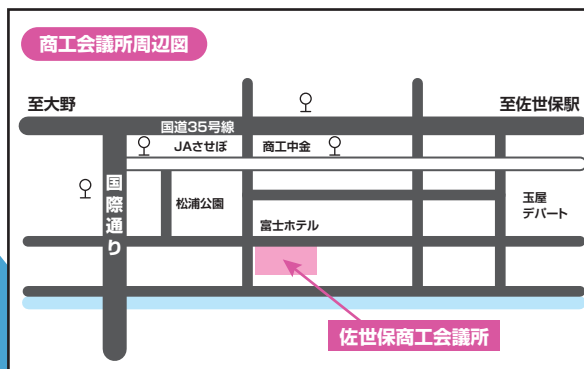 商工会議所周辺図
至大野
至佐世保駅
国道35号線
JAさせぼ
商工中金
国際通り
松浦公園
玉屋
デパート
富士ホテル
佐世保商工会議所